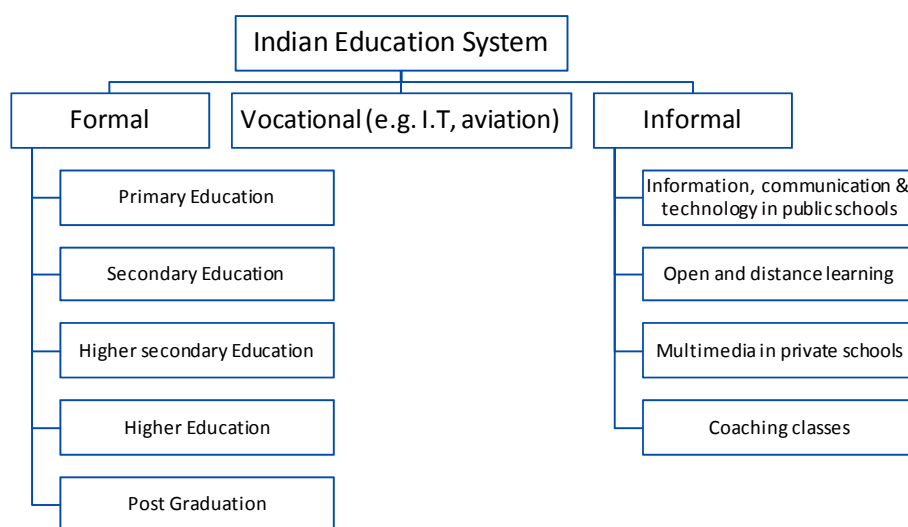 Indian Education System
Formal
Vocational (e.g. I.T, aviation)
Informal
Primary Education
Secondary Education
Higher secondary Education
Higher Education
Post Graduation
Information, communication &
technology in public schools
Open and distance learning
Multimedia in private schools
Coaching classes